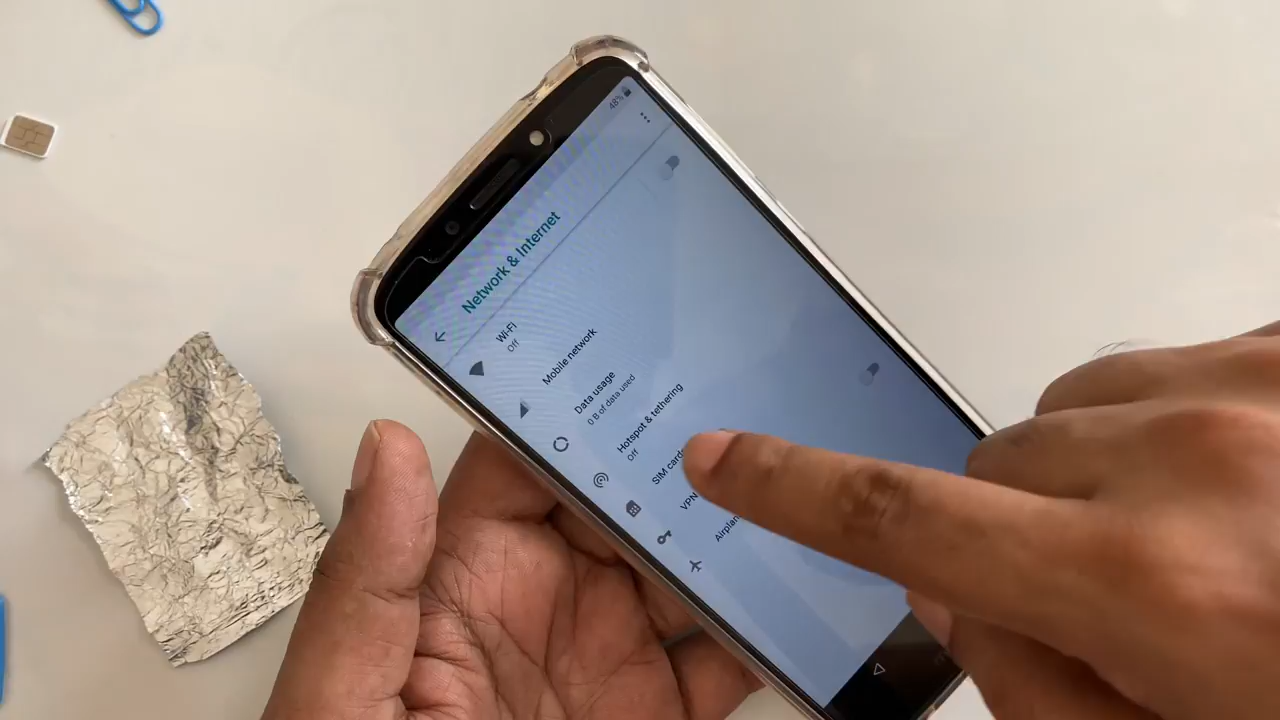 48%
Network & Internet
Wi-Fi
Off
Mobile network
Data usage
0 B of data used
Hotspot & tethering
Off
SIM cards
VPN